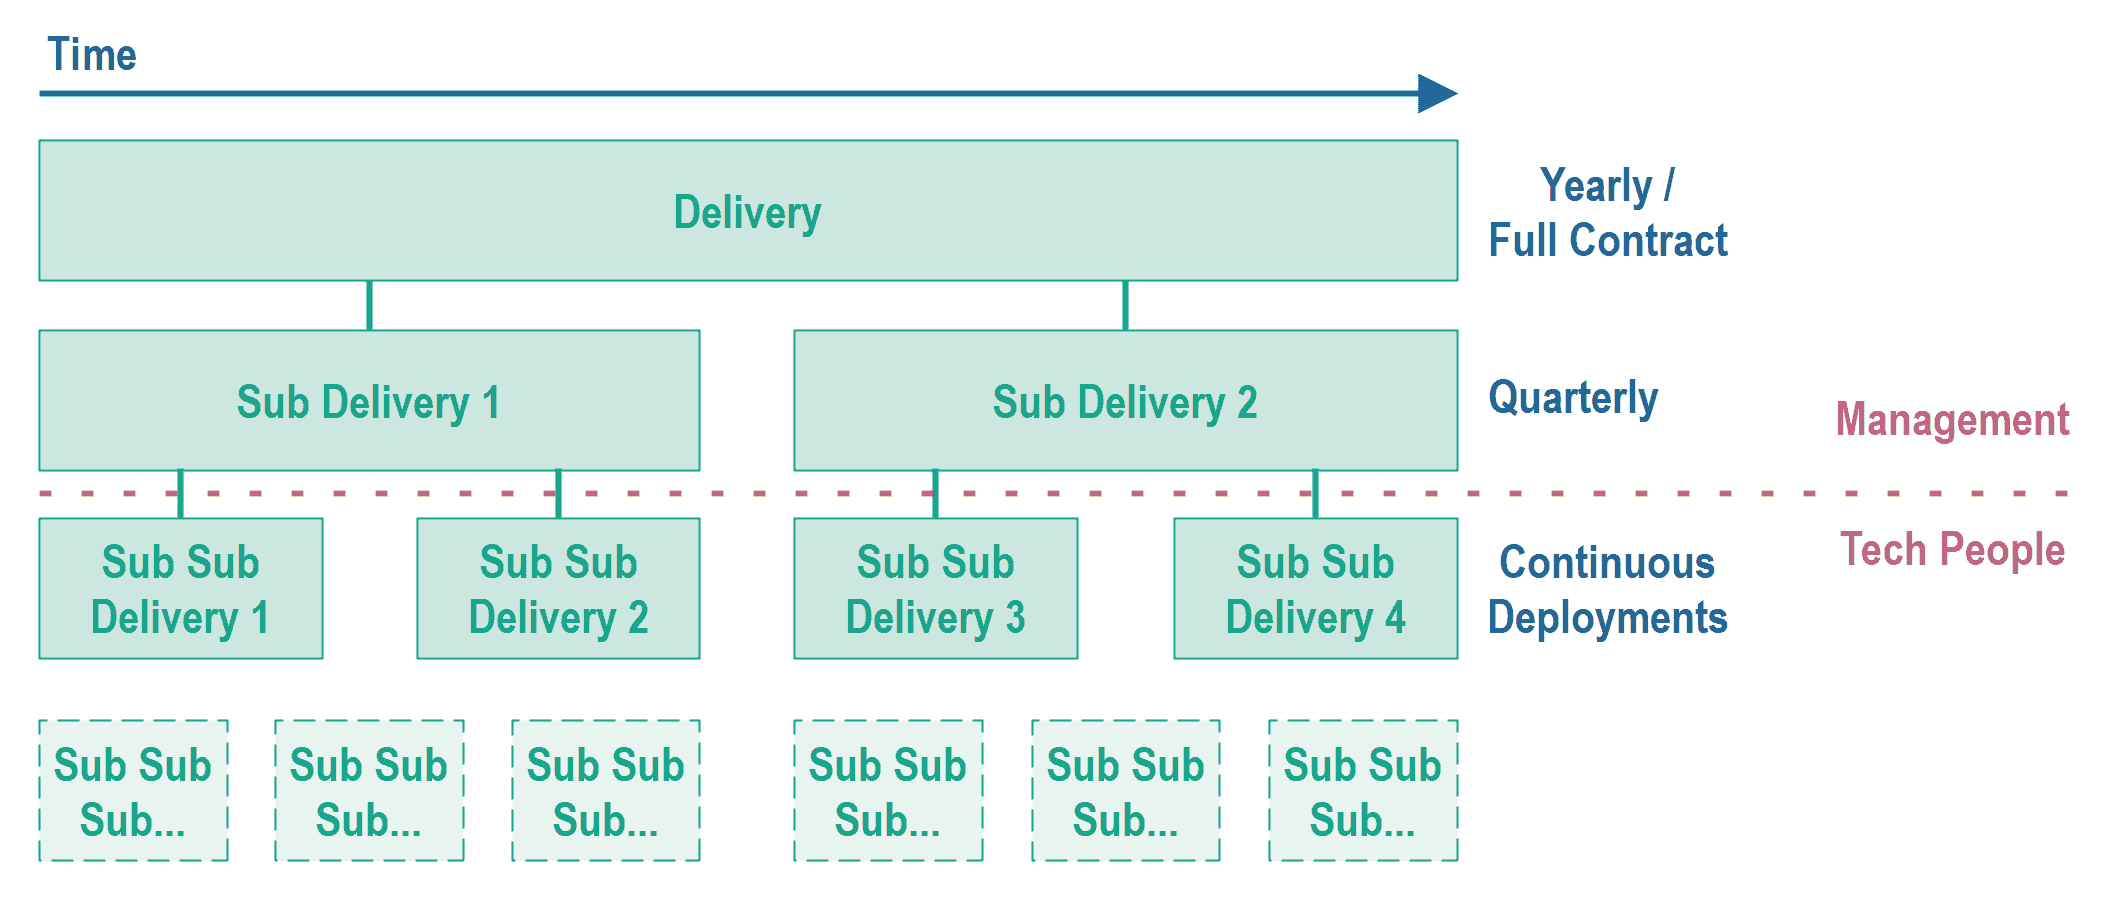 Time
Delivery
Yearly /
Full Contract
Sub Delivery 1
Sub Delivery 2
Quarterly
Management
Sub Sub
Delivery 1
Sub Sub
Delivery 2
Sub Sub
Delivery 3
Sub Sub
Delivery 4
Continuous
Deployments
Tech People
Sub Sub
Sub...
Sub Sub
Sub...
Sub Sub
Sub...
Sub Sub
Sub...
Sub Sub
Sub...
Sub Sub
Sub...